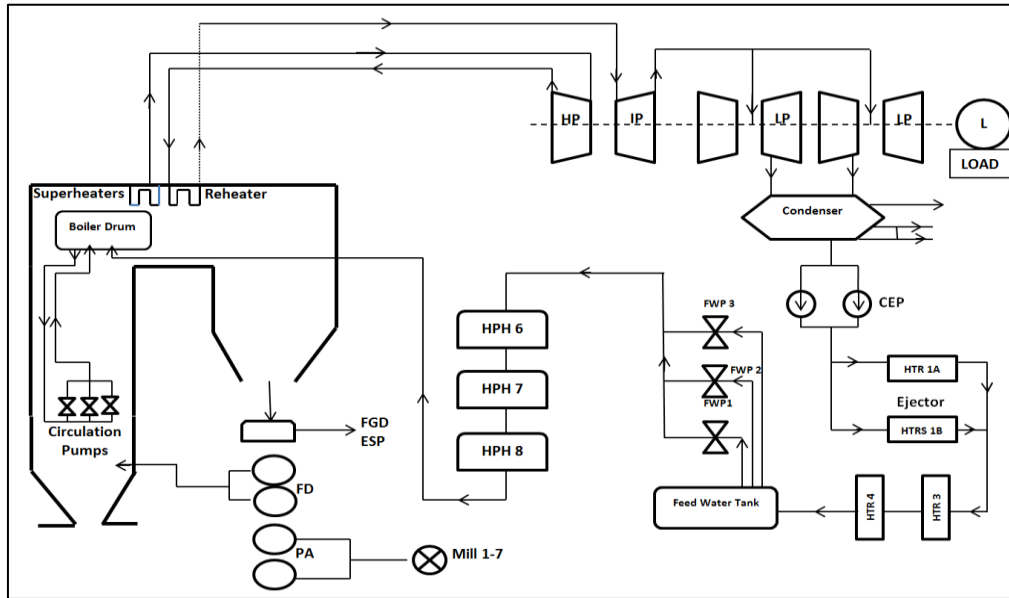 HP
IP
LP
LP
L
LOAD
Superheaters
Reheater
Boiler Drum
Condenser
CEP
FWP 3
FWP 2
FWP1
HPH 6
HPH 7
HPH 8
HTR 1A
Ejector
HTRS 1B
Circulation
Pumps
FGD
ESP
FD
PA
Mill 1-7
Feed Water Tank
HTR 4
HTR 3